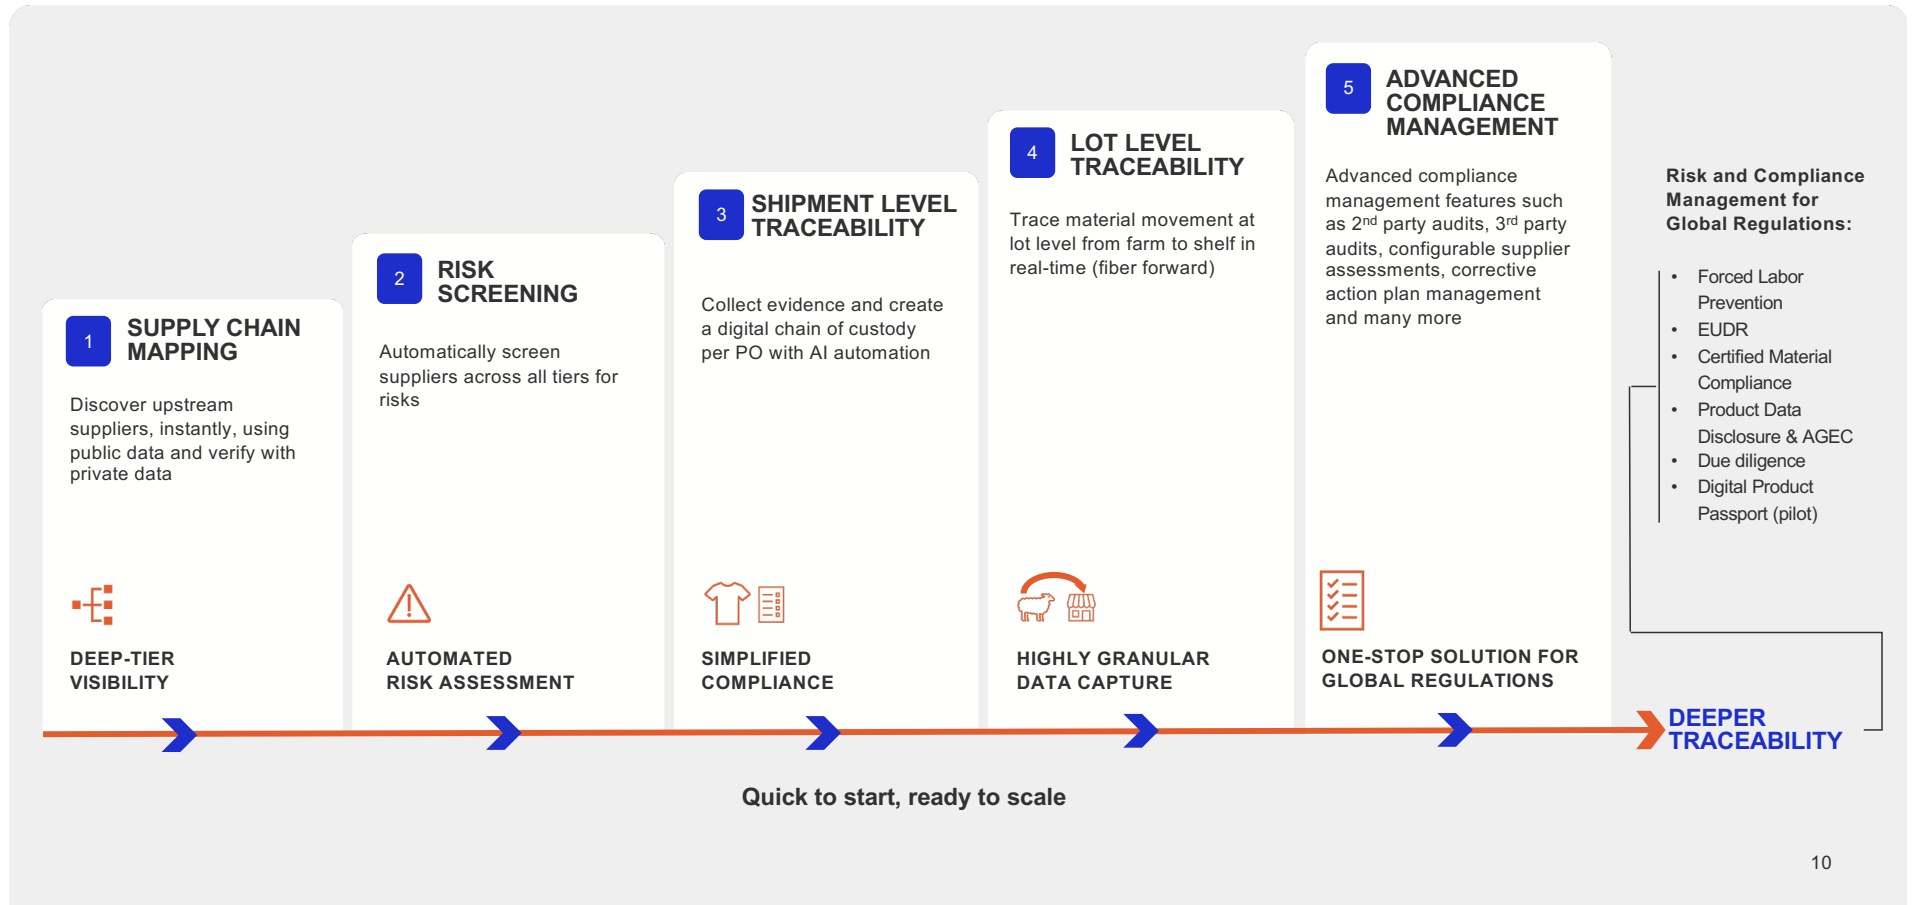 1
SUPPLY CHAIN
MAPPING
Discover upstream
suppliers, instantly, using
public data and verify with
private data
DEEP-TIER
VISIBILITY
2
RISK
SCREENING
Automatically screen
suppliers across all tiers for
risks
AUTOMATED
RISK ASSESSMENT
3
SHIPMENT LEVEL
TRACEABILITY
Collect evidence and create
a digital chain of custody
per PO with AI automation
SIMPLIFIED
COMPLIANCE
4
LOT LEVEL
TRACEABILITY
Trace material movement at
lot level from farm to shelf in
real-time (fiber forward)
HIGHLY GRANULAR
DATA CAPTURE
5
ADVANCED
COMPLIANCE
MANAGEMENT
Advanced compliance
management features such
as 2nd party audits, 3rd party
audits, configurable supplier
assessments, corrective
action plan management
and many more
ONE-STOP SOLUTION FOR
GLOBAL REGULATIONS
Risk and Compliance
Management for
Global Regulations:
• Forced Labor
Prevention
• EUDR
• Certified Material
Compliance
• Product Data
Disclosure & AGEC
• Due diligence
• Digital Product
Passport (pilot)
DEEPER
TRACEABILITY
Quick to start, ready to scale
10